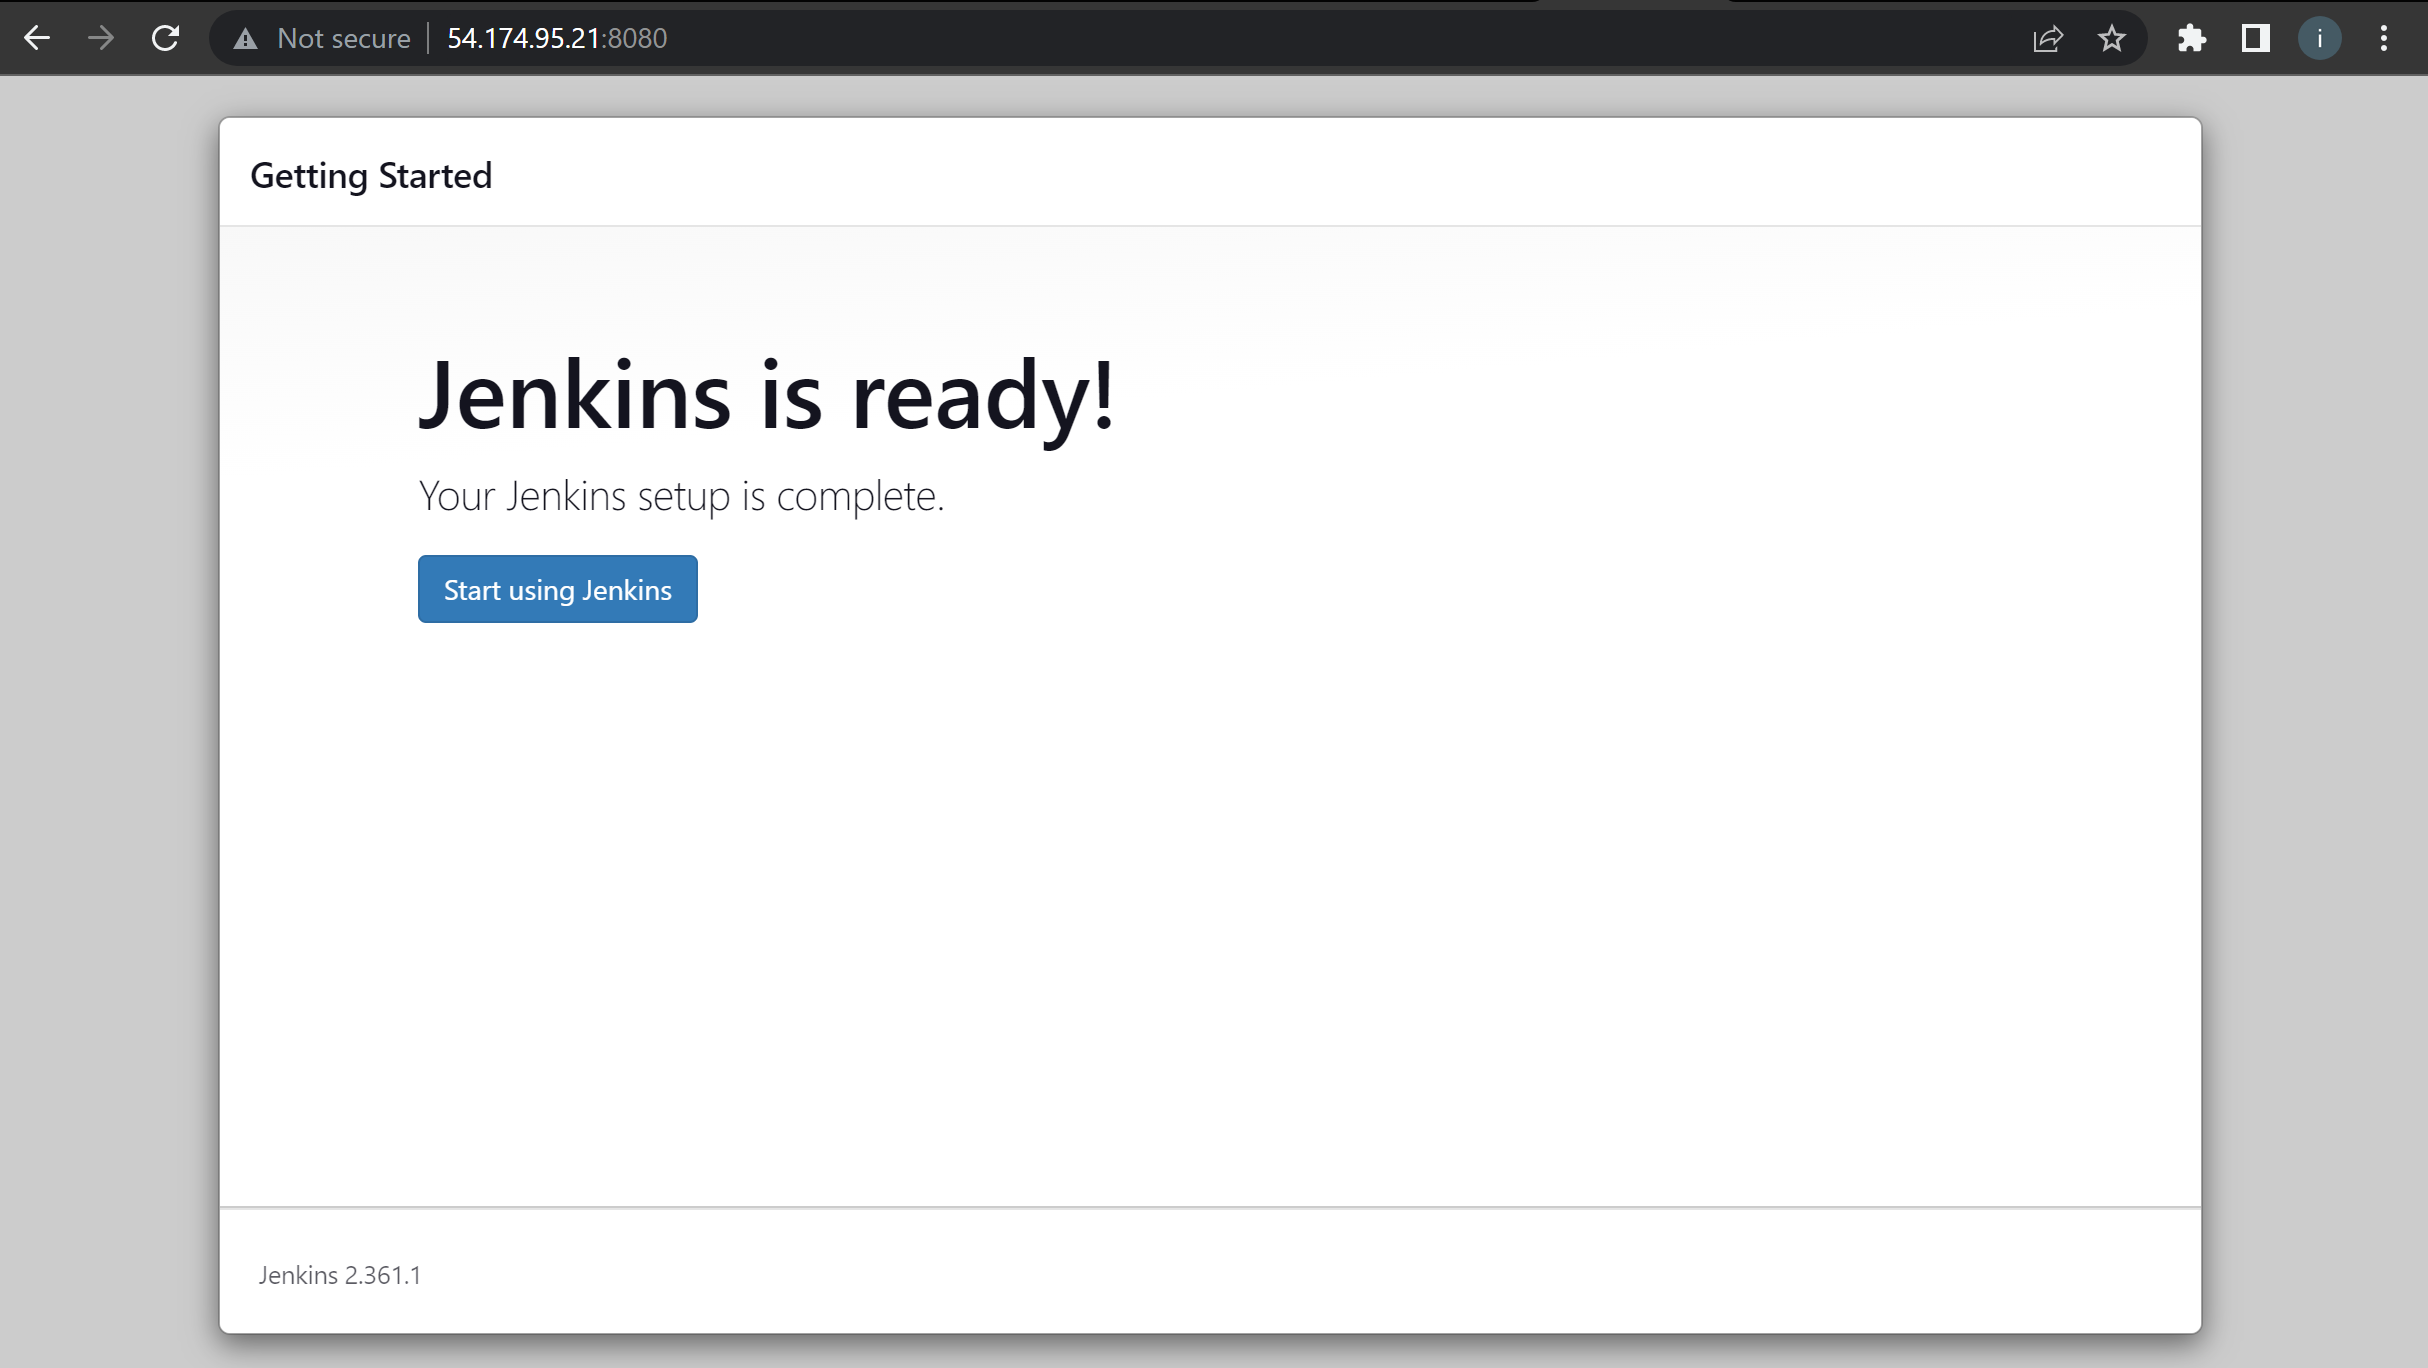 Not secure 54.174.95.21:8080
i
Getting Started
Jenkins is ready!
Your Jenkins setup is complete.
Start using Jenkins
Jenkins 2.361.1